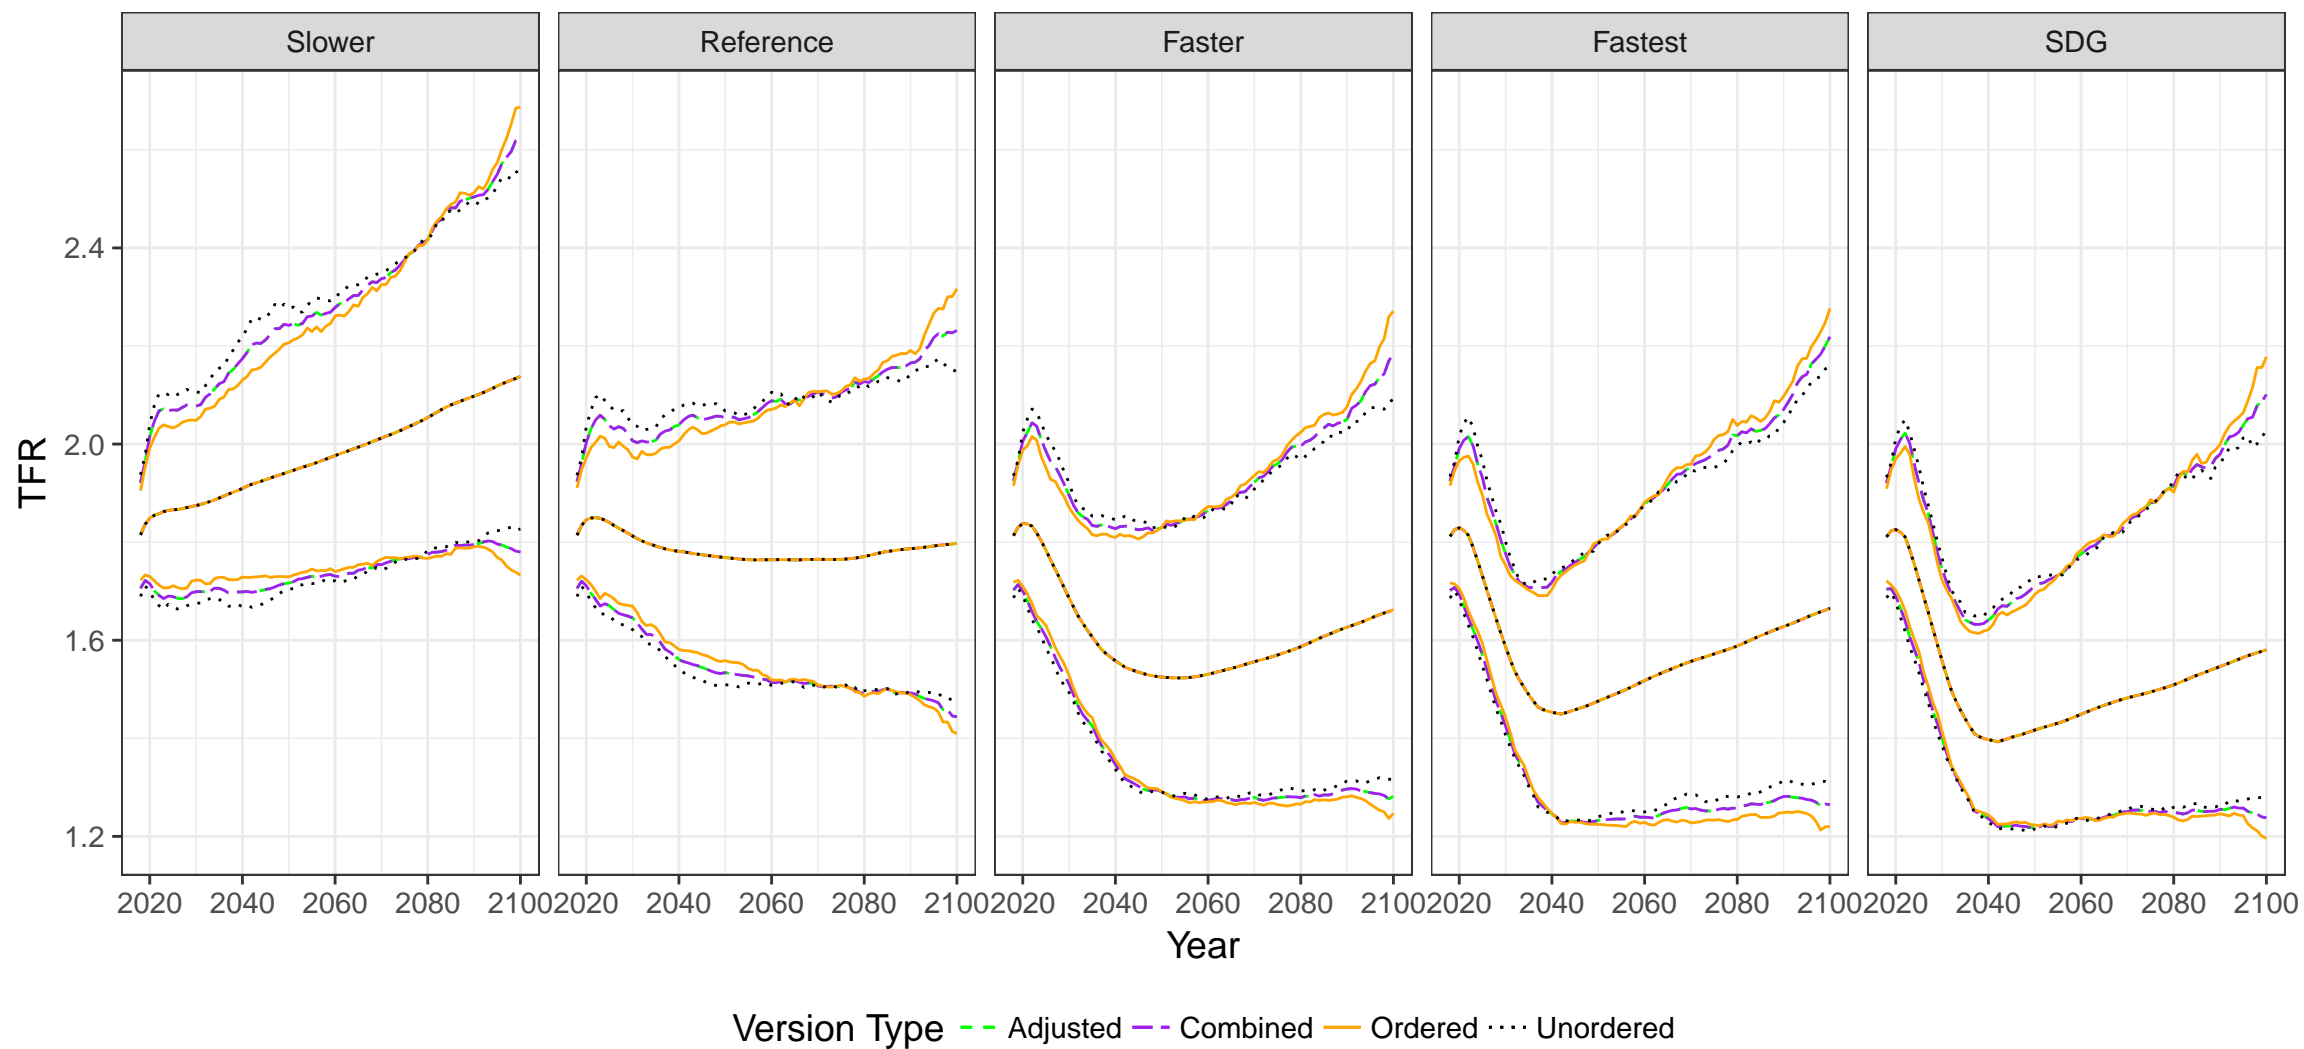 Slower Reference Faster Fastest SDG
TFR
2.4
2.0
1.6
1.2
2020 2040 2060 2080 2100 2020 2040 2060 2080 2100 2020 2040 2060 2080 2100 2020 2040 2060 2080 2100 2020 2040 2060 2080 2100
Year
Version Type Adjusted Combined Ordered Unordered